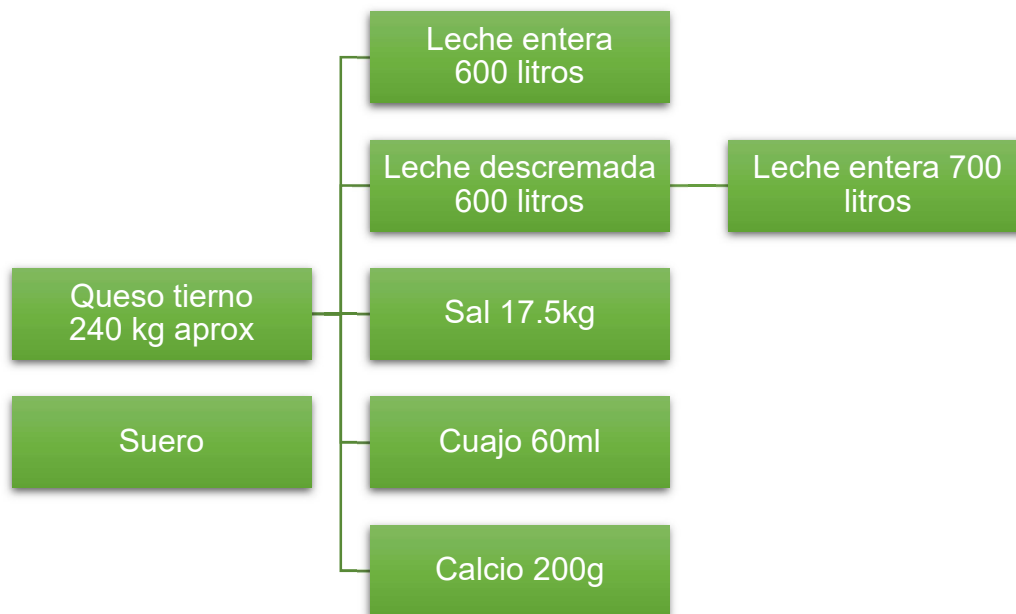 Leche entera
600 litros
Leche descremada
600 litros
Leche entera 700
litros
Queso tierno
240 kg aprox
Sal 17.5kg
Suero
Cuajo 60ml
Calcio 200g